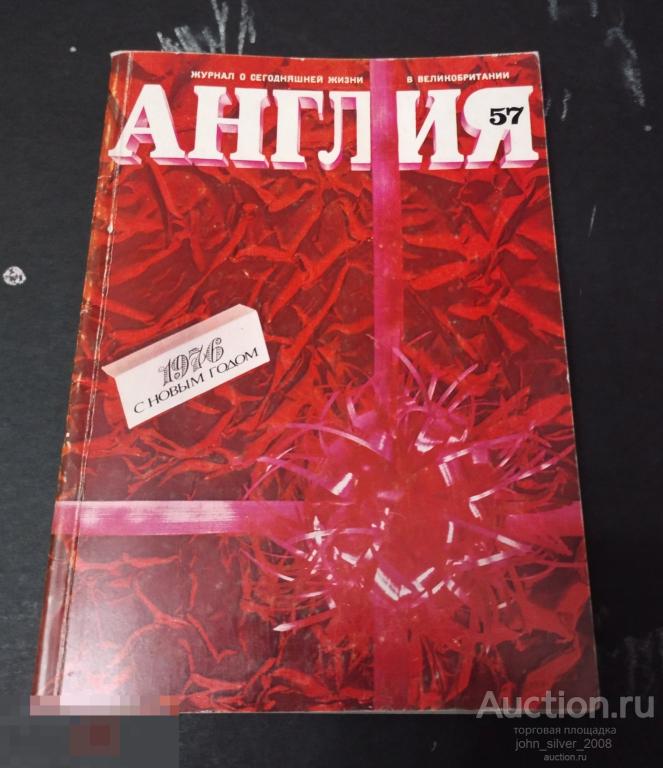 ЖУРНАЛ О СЕГОДНЯШНЕЙ ЖИЗНИ В ВЕЛИКОБРИТАНИИ
АНГЛИЯ
57
1976
С НОВЫМ ГОДОМ
Auction.ru
торговая площадка
john_silver_2008
auction.ru